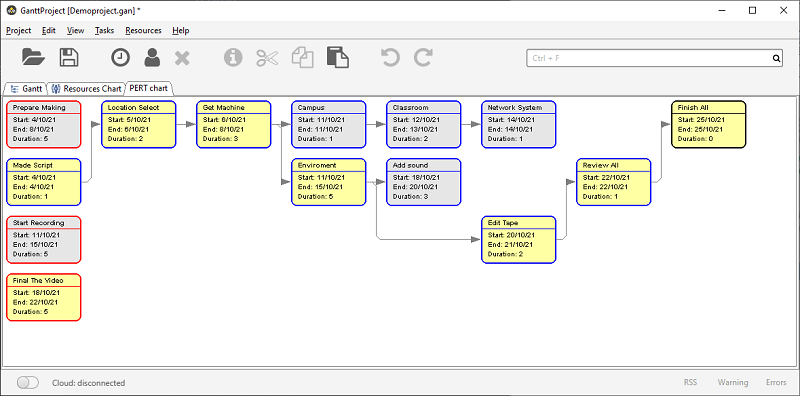 GanttProject [Demoproject.gan] *
Project Edit View Tasks Resources Help
Ctrl + F
Gantt Resources Chart PERT chart
Prepare Making
Start: 4/10/21
End: 8/10/21
Duration: 5
Location Select
Start: 5/10/21
End: 6/10/21
Duration: 2
Get Machine
Start: 6/10/21
End: 8/10/21
Duration: 3
Campus
Start: 11/10/21
End: 11/10/21
Duration: 1
Classroom
Start: 12/10/21
End: 13/10/21
Duration: 2
Network System
Start: 14/10/21
End: 14/10/21
Duration: 1
Finish All
Start: 25/10/21
End: 25/10/21
Duration: 0
Made Script
Start: 4/10/21
End: 4/10/21
Duration: 1
Enviroment
Start: 11/10/21
End: 15/10/21
Duration: 5
Add sound
Start: 18/10/21
End: 20/10/21
Duration: 3
Review All
Start: 22/10/21
End: 22/10/21
Duration: 1
Start Recording
Start: 11/10/21
End: 15/10/21
Duration: 5
Edit Tape
Start: 20/10/21
End: 21/10/21
Duration: 2
Final The Video
Start: 18/10/21
End: 22/10/21
Duration: 5
Cloud: disconnected
RSS Warning Errors